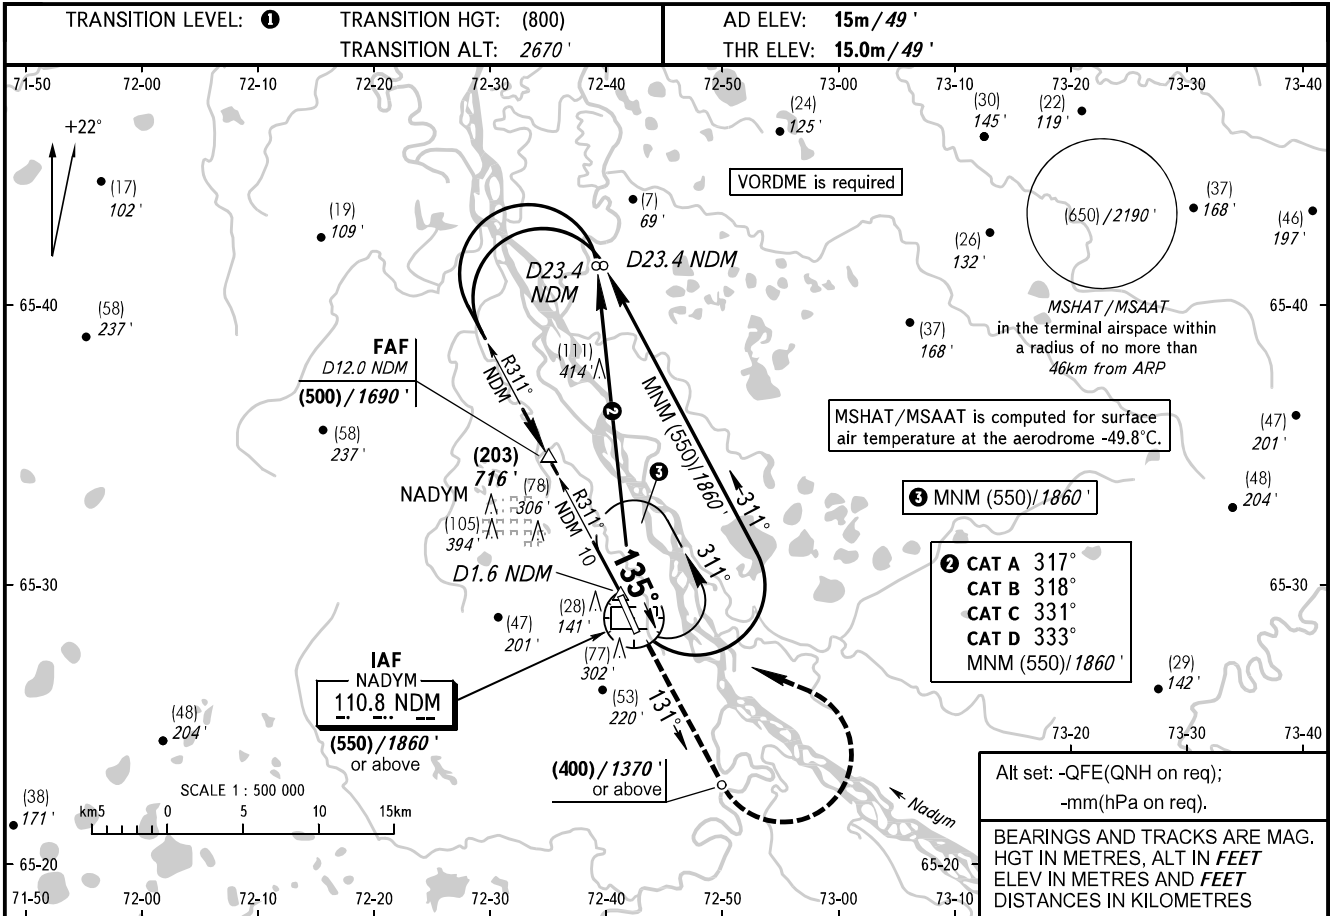 TRANSITION LEVEL: 1
TRANSITION HGT: (800)
TRANSITION ALT: 2670 '
AD ELEV: 15m / 49 '
THR ELEV: 15.0m / 49 '
71-50 72-00 72-10 72-20 72-30 72-40 72-50 73-00 73-10 73-20 73-30 73-40
+22°
(17)
102 '
(19)
109 '
(7)
69 '
(24)
125 '
(30)
145 '
(22)
119 '
VORDME is required
(650) / 2190 '
(37)
168 '
(46)
197 '
(26)
132 '
D23.4
NDM
D23.4 NDM
65-40
65-40
(58)
237 '
MSHAT / MSAAT
in the terminal airspace within
a radius of no more than
46km from ARP
(37)
168 '
FAF
D12.0 NDM
(500) / 1690 '
R311°
NDM
(111)
414 '
MNM (550)/1860 '
2
MSHAT/MSAAT is computed for surface
air temperature at the aerodrome -49.8°C.
(47)
201 '
(58)
237 '
(203)
716 '
NADYM
(78)
306 '
(105)
394 '
R311°
NDM 10
3
311°
3 MNM (550)/1860 '
(48)
204 '
D1.6 NDM
135°
311°
2 CAT A 317°
CAT B 318°
CAT C 331°
CAT D 333°
MNM (550)/1860 '
65-30
65-30
(47)
201 '
(28)
141 '
(77)
302 '
(53)
220 '
131°
IAF
NADYM
110.8 NDM
(550) / 1860 '
or above
(29)
142 '
(48)
204 '
73-20 73-30 73-40
(400) / 1370 '
or above
(38)
171 '
SCALE 1 : 500 000
km5 0 5 10 15km
Nadym
Alt set: -QFE(QNH on req);
-mm(hPa on req).
BEARINGS AND TRACKS ARE MAG.
HGT IN METRES, ALT IN FEET
ELEV IN METRES AND FEET
DISTANCES IN KILOMETRES
65-20
65-20
71-50 72-00 72-10 72-20 72-30 72-40 72-50 73-00 73-10